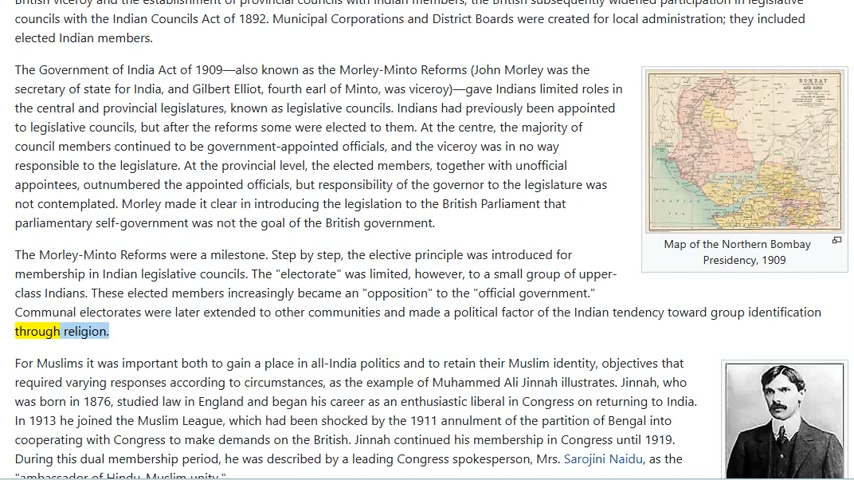 British viceroy and the establishment of provincial councils with Indian members, the British subsequently widened participation in legislative
councils with the Indian Councils Act of 1892. Municipal Corporations and District Boards were created for local administration; they included
elected Indian members.
The Government of India Act of 1909—also known as the Morley-Minto Reforms (John Morley was the
secretary of state for India, and Gilbert Elliot, fourth earl of Minto, was viceroy)—gave Indians limited roles in
the central and provincial legislatures, known as legislative councils. Indians had previously been appointed
to legislative councils, but after the reforms some were elected to them. At the centre, the majority of
council members continued to be government-appointed officials, and the viceroy was in no way
responsible to the legislature. At the provincial level, the elected members, together with unofficial
appointees, outnumbered the appointed officials, but responsibility of the governor to the legislature was
not contemplated. Morley made it clear in introducing the legislation to the British Parliament that
parliamentary self-government was not the goal of the British government.
BOMBAY
Map of the Northern Bombay
Presidency, 1909
The Morley-Minto Reforms were a milestone. Step by step, the elective principle was introduced for
membership in Indian legislative councils. The "electorate" was limited, however, to a small group of upper-
class Indians. These elected members increasingly became an "opposition" to the "official government."
Communal electorates were later extended to other communities and made a political factor of the Indian tendency toward group identification
through religion.
For Muslims it was important both to gain a place in all-India politics and to retain their Muslim identity, objectives that
required varying responses according to circumstances, as the example of Muhammed Ali Jinnah illustrates. Jinnah, who
was born in 1876, studied law in England and began his career as an enthusiastic liberal in Congress on returning to India.
In 1913 he joined the Muslim League, which had been shocked by the 1911 annulment of the partition of Bengal into
cooperating with Congress to make demands on the British. Jinnah continued his membership in Congress until 1919.
During this dual membership period, he was described by a leading Congress spokesperson, Mrs. Sarojini Naidu, as the
"ambassador of Hindu-Muslim unity."